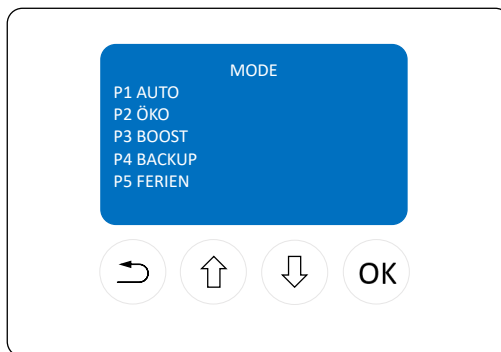 MODE
P1 AUTO
P2 ÖKO
P3 BOOST
P4 BACKUP
P5 FERIEN
OK